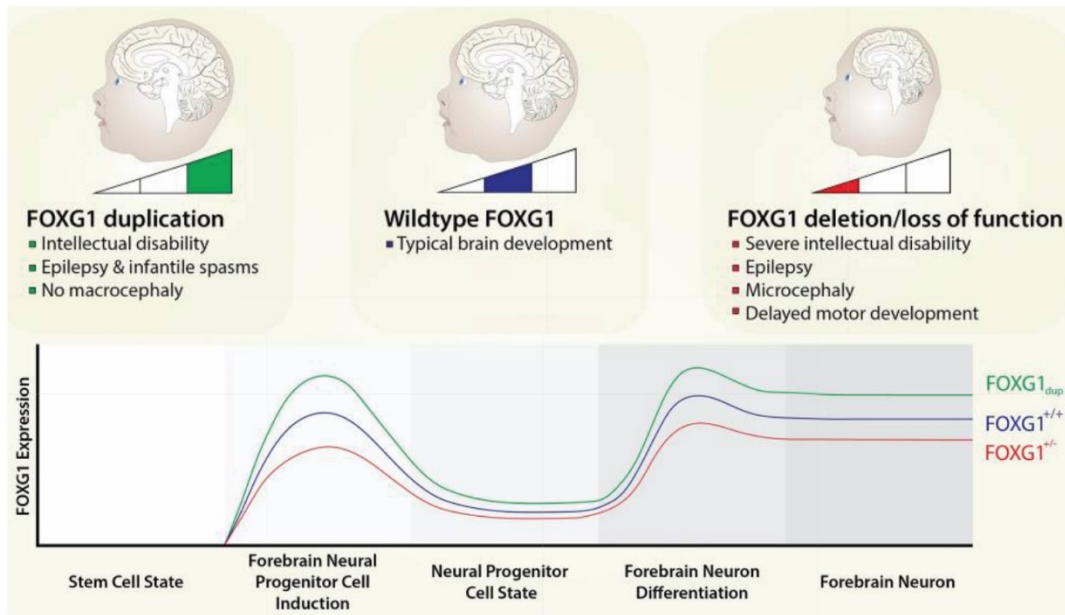 FOXG1 duplication
Intellectual disability
Epilepsy & infantile spasms
No macrocephaly
Wildtype FOXG1
Typical brain development
FOXG1 deletion/loss of function
Severe intellectual disability
Epilepsy
Microcephaly
Delayed motor development
FOXG1 Expression
FOXG1dup
FOXG1+/+
FOXG1+/-
Stem Cell State
Forebrain Neural
Progenitor Cell
Induction
Neural Progenitor
Cell State
Forebrain Neuron
Differentiation
Forebrain Neuron